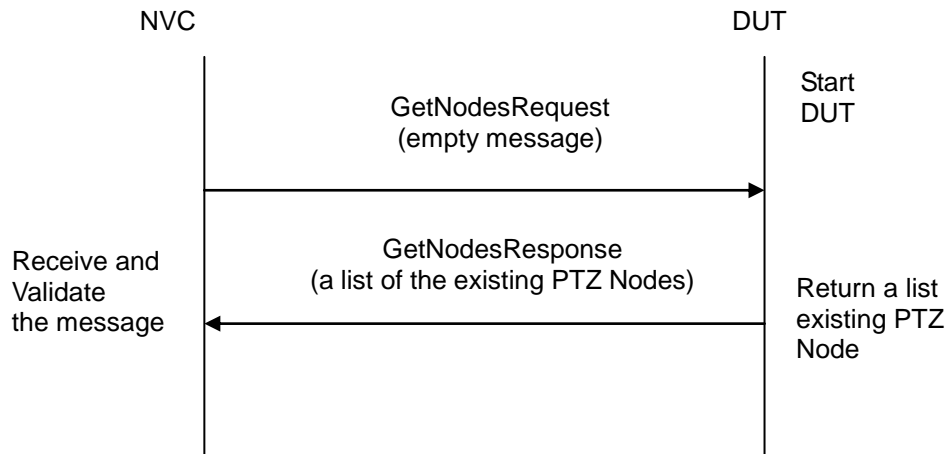 NVC
DUT
Start
DUT
GetNodesRequest
(empty message)
GetNodesResponse
(a list of the existing PTZ Nodes)
Receive and
Validate
the message
Return a list
existing PTZ
Node